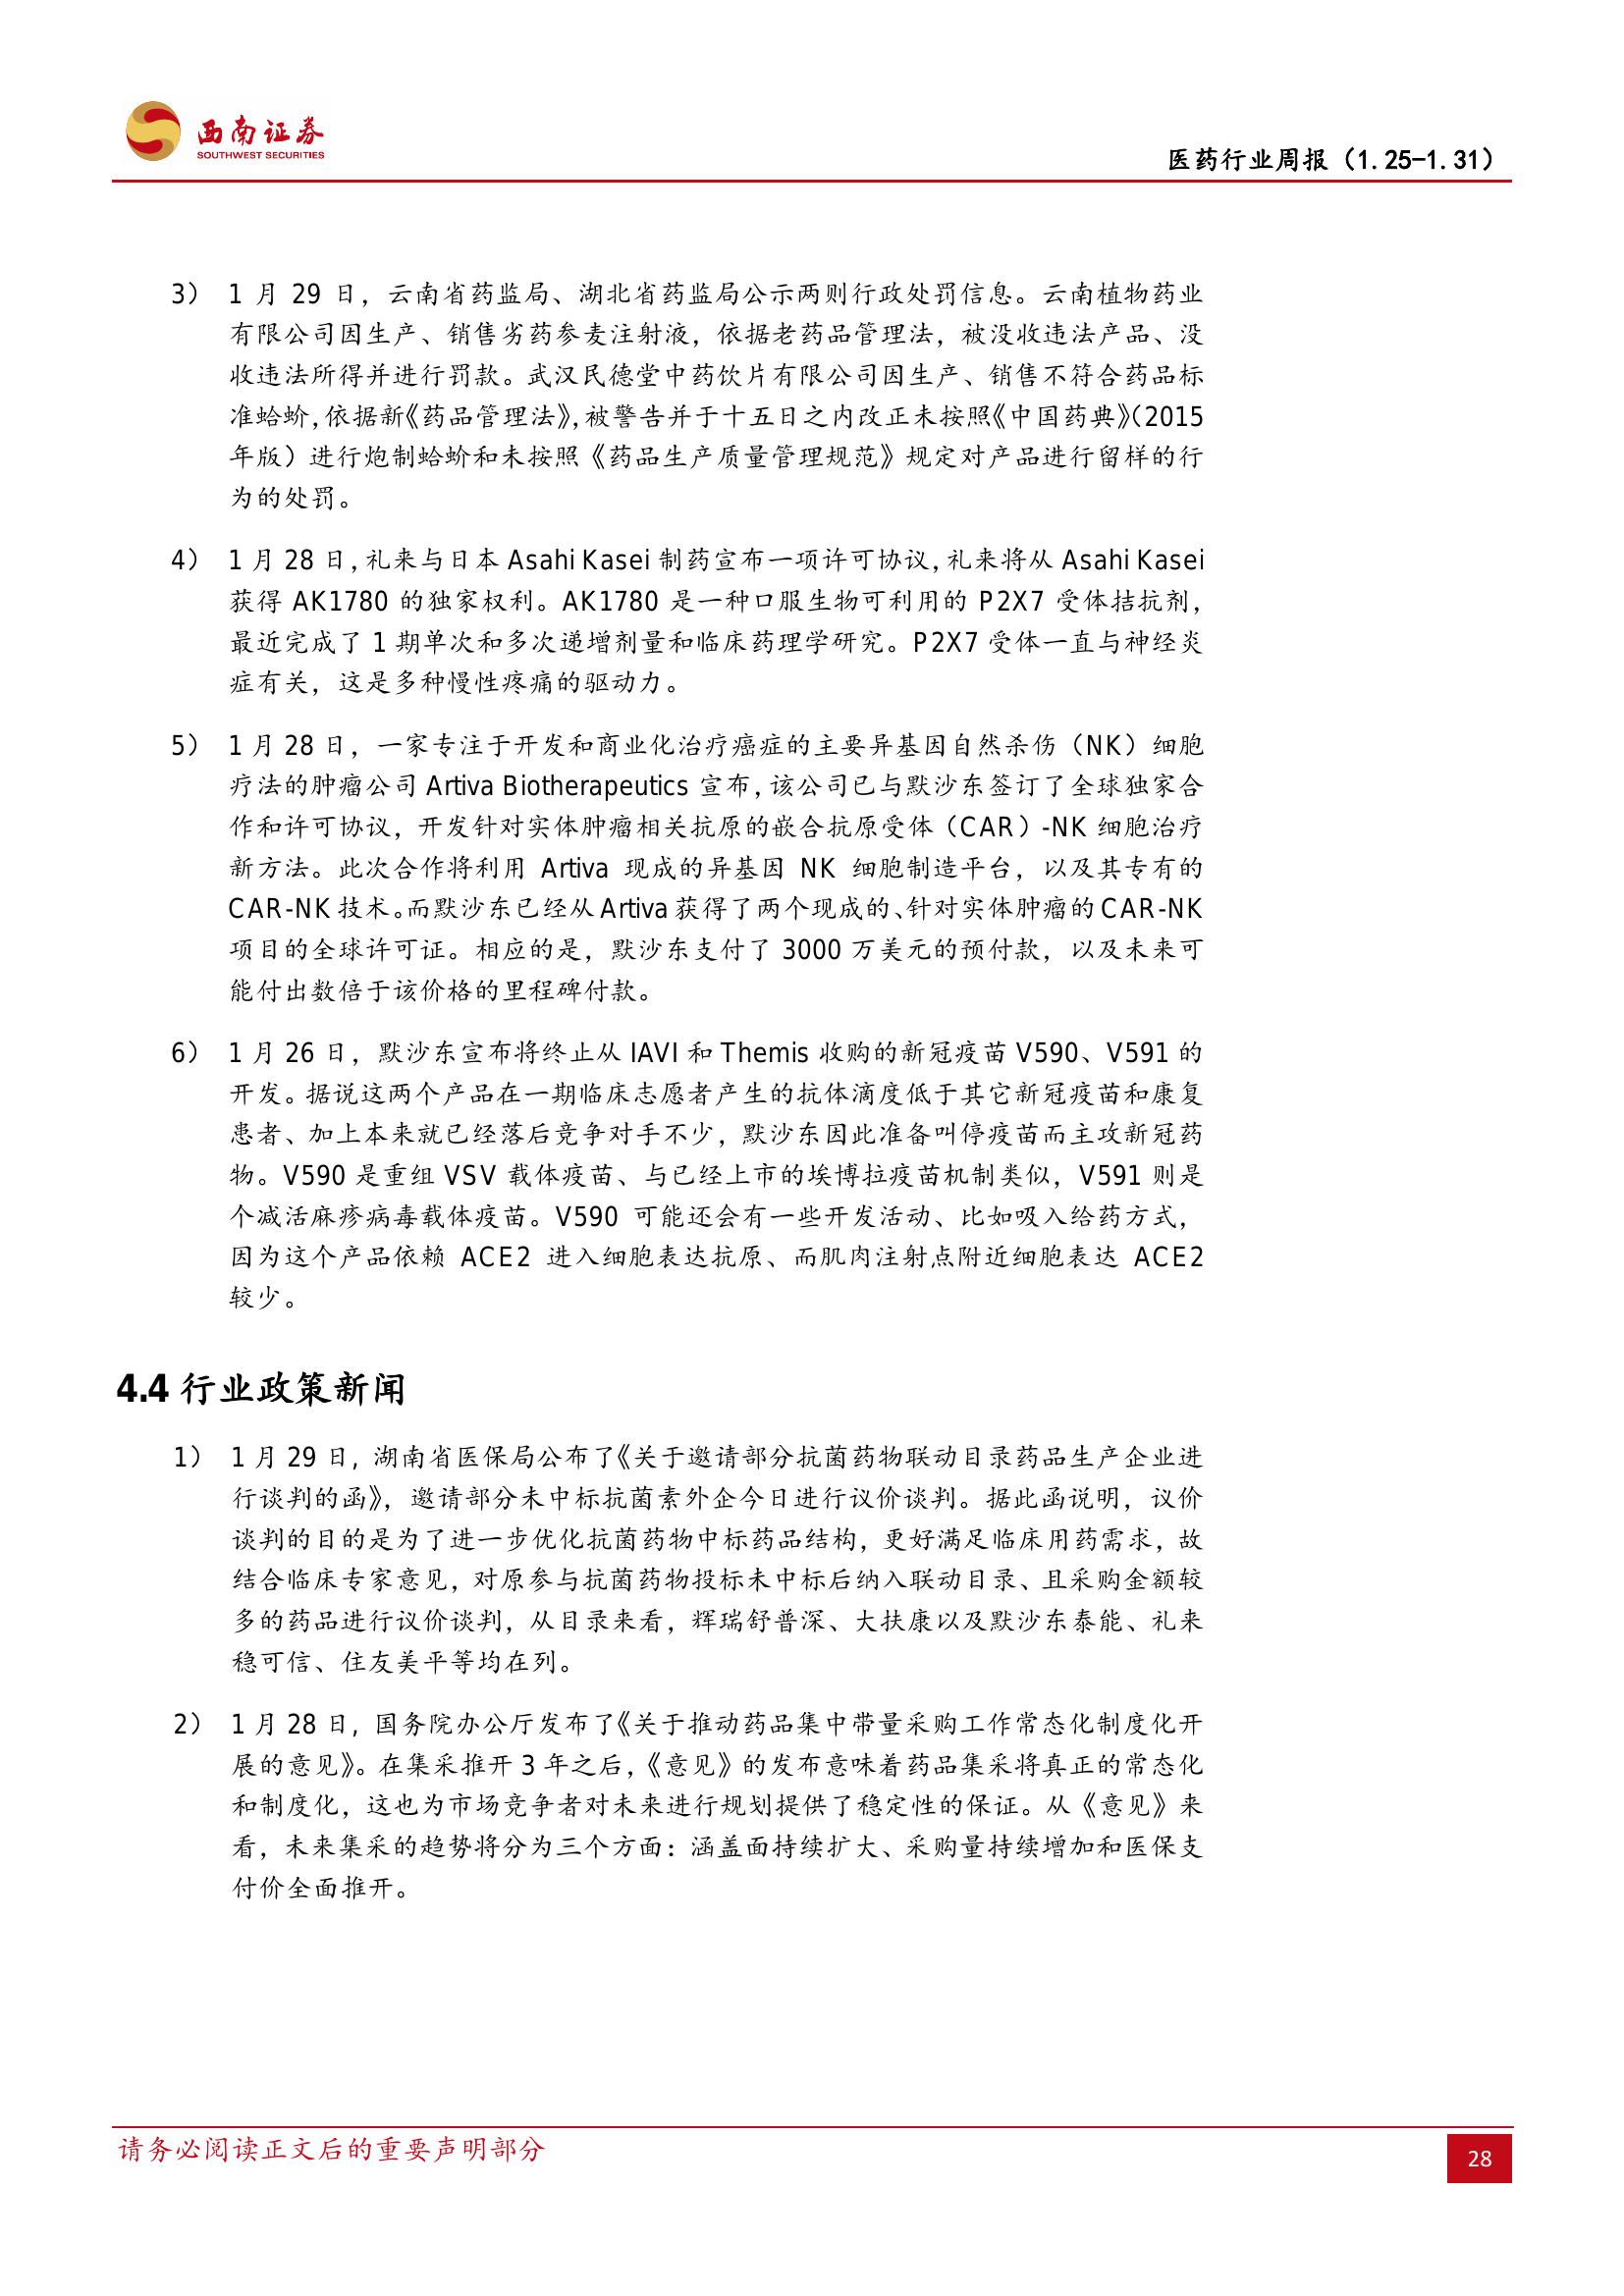 西南证券
SOUTHWEST SECURITIES
医药行业周报（1.25-1.31）
3） 1 月 29 日，云南省药监局、湖北省药监局公示两则行政处罚信息。云南植物药业
有限公司因生产、销售劣药参麦注射液，依据老药品管理法，被没收违法产品、没
收违法所得并进行罚款。武汉民德堂中药饮片有限公司因生产、销售不符合药品标
准蛤蚧，依据新《药品管理法》，被警告并于十五日之内改正未按照《中国药典》（2015
年版）进行炮制蛤蚧和未按照《药品生产质量管理规范》规定对产品进行留样的行
为的处罚。
4） 1 月 28 日，礼来与日本 Asahi Kasei 制药宣布一项许可协议，礼来将从 Asahi Kasei
获得 AK1780 的独家权利。AK1780 是一种口服生物可利用的 P2X7 受体拮抗剂，
最近完成了 1 期单次和多次递增剂量和临床药理学研究。P2X7 受体一直与神经炎
症有关，这是多种慢性疼痛的驱动力。
5） 1 月 28 日，一家专注于开发和商业化治疗癌症的主要异基因自然杀伤（NK）细胞
疗法的肿瘤公司 Artiva Biotherapeutics 宣布，该公司已与默沙东签订了全球独家合
作和许可协议，开发针对实体肿瘤相关抗原的嵌合抗原受体（CAR）-NK 细胞治疗
新方法。此次合作将利用 Artiva 现成的异基因 NK 细胞制造平台，以及其专有的
CAR-NK 技术。而默沙东已经从 Artiva 获得了两个现成的、针对实体肿瘤的 CAR-NK
项目的全球许可证。相应的是，默沙东支付了 3000 万美元的预付款，以及未来可
能付出数倍于该价格的里程碑付款。
6） 1 月 26 日，默沙东宣布将终止从 IAVI 和 Themis 收购的新冠疫苗 V590、V591 的
开发。据说这两个产品在一期临床志愿者产生的抗体滴度低于其它新冠疫苗和康复
患者、加上本来就已经落后竞争对手不少，默沙东因此准备叫停疫苗而主攻新冠药
物。V590 是重组 VSV 载体疫苗、与已经上市的埃博拉疫苗机制类似，V591 则是
个减活麻疹病毒载体疫苗。V590 可能还会有一些开发活动、比如吸入给药方式，
因为这个产品依赖 ACE2 进入细胞表达抗原、而肌肉注射点附近细胞表达 ACE2
较少。
4.4 行业政策新闻
1） 1 月 29 日，湖南省医保局公布了《关于邀请部分抗菌药物联动目录药品生产企业进
行谈判的函》，邀请部分未中标抗菌素外企今日进行议价谈判。据此函说明，议价
谈判的目的是为了进一步优化抗菌药物中标药品结构，更好满足临床用药需求，故
结合临床专家意见，对原参与抗菌药物投标未中标后纳入联动目录、且采购金额较
多的药品进行议价谈判，从目录来看，辉瑞舒普深、大扶康以及默沙东泰能、礼来
稳可信、住友美平等均在列。
2） 1 月 28 日，国务院办公厅发布了《关于推动药品集中带量采购工作常态化制度化开
展的意见》。在集采推开 3 年之后，《意见》的发布意味着药品集采将真正的常态化
和制度化，这也为市场竞争者对未来进行规划提供了稳定性的保证。从《意见》来
看，未来集采的趋势将分为三个方面：涵盖面持续扩大、采购量持续增加和医保支
付价全面推开。
请务必阅读正文后的重要声明部分
28